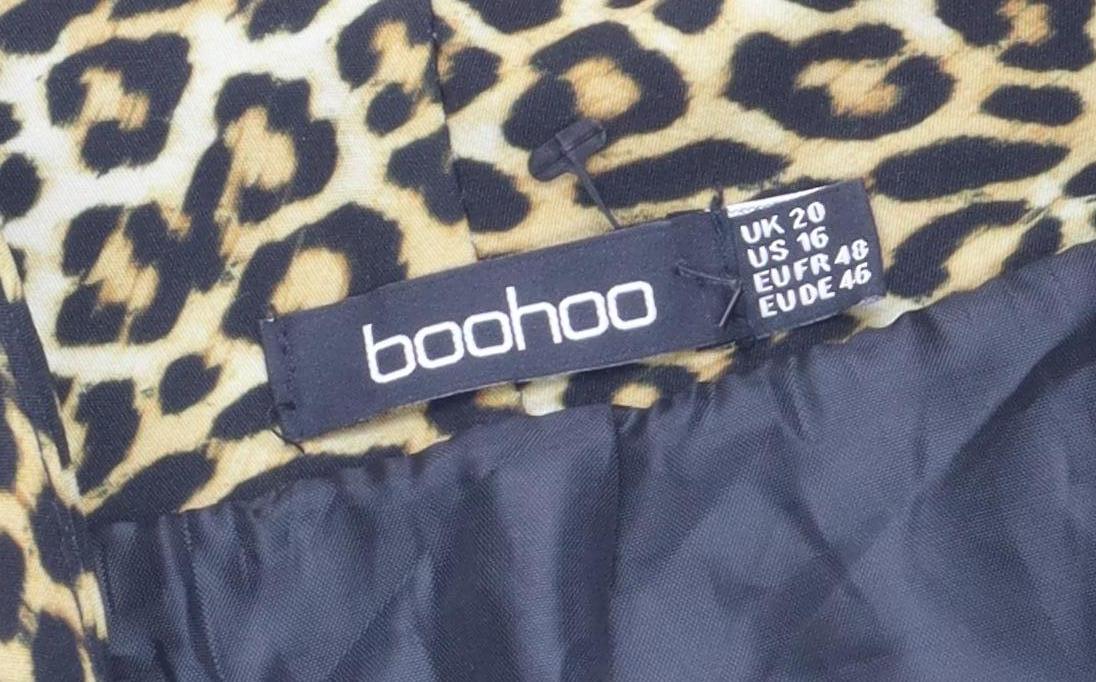 boohoo
UK 20
US 16
EU FR 48
EU DE 46